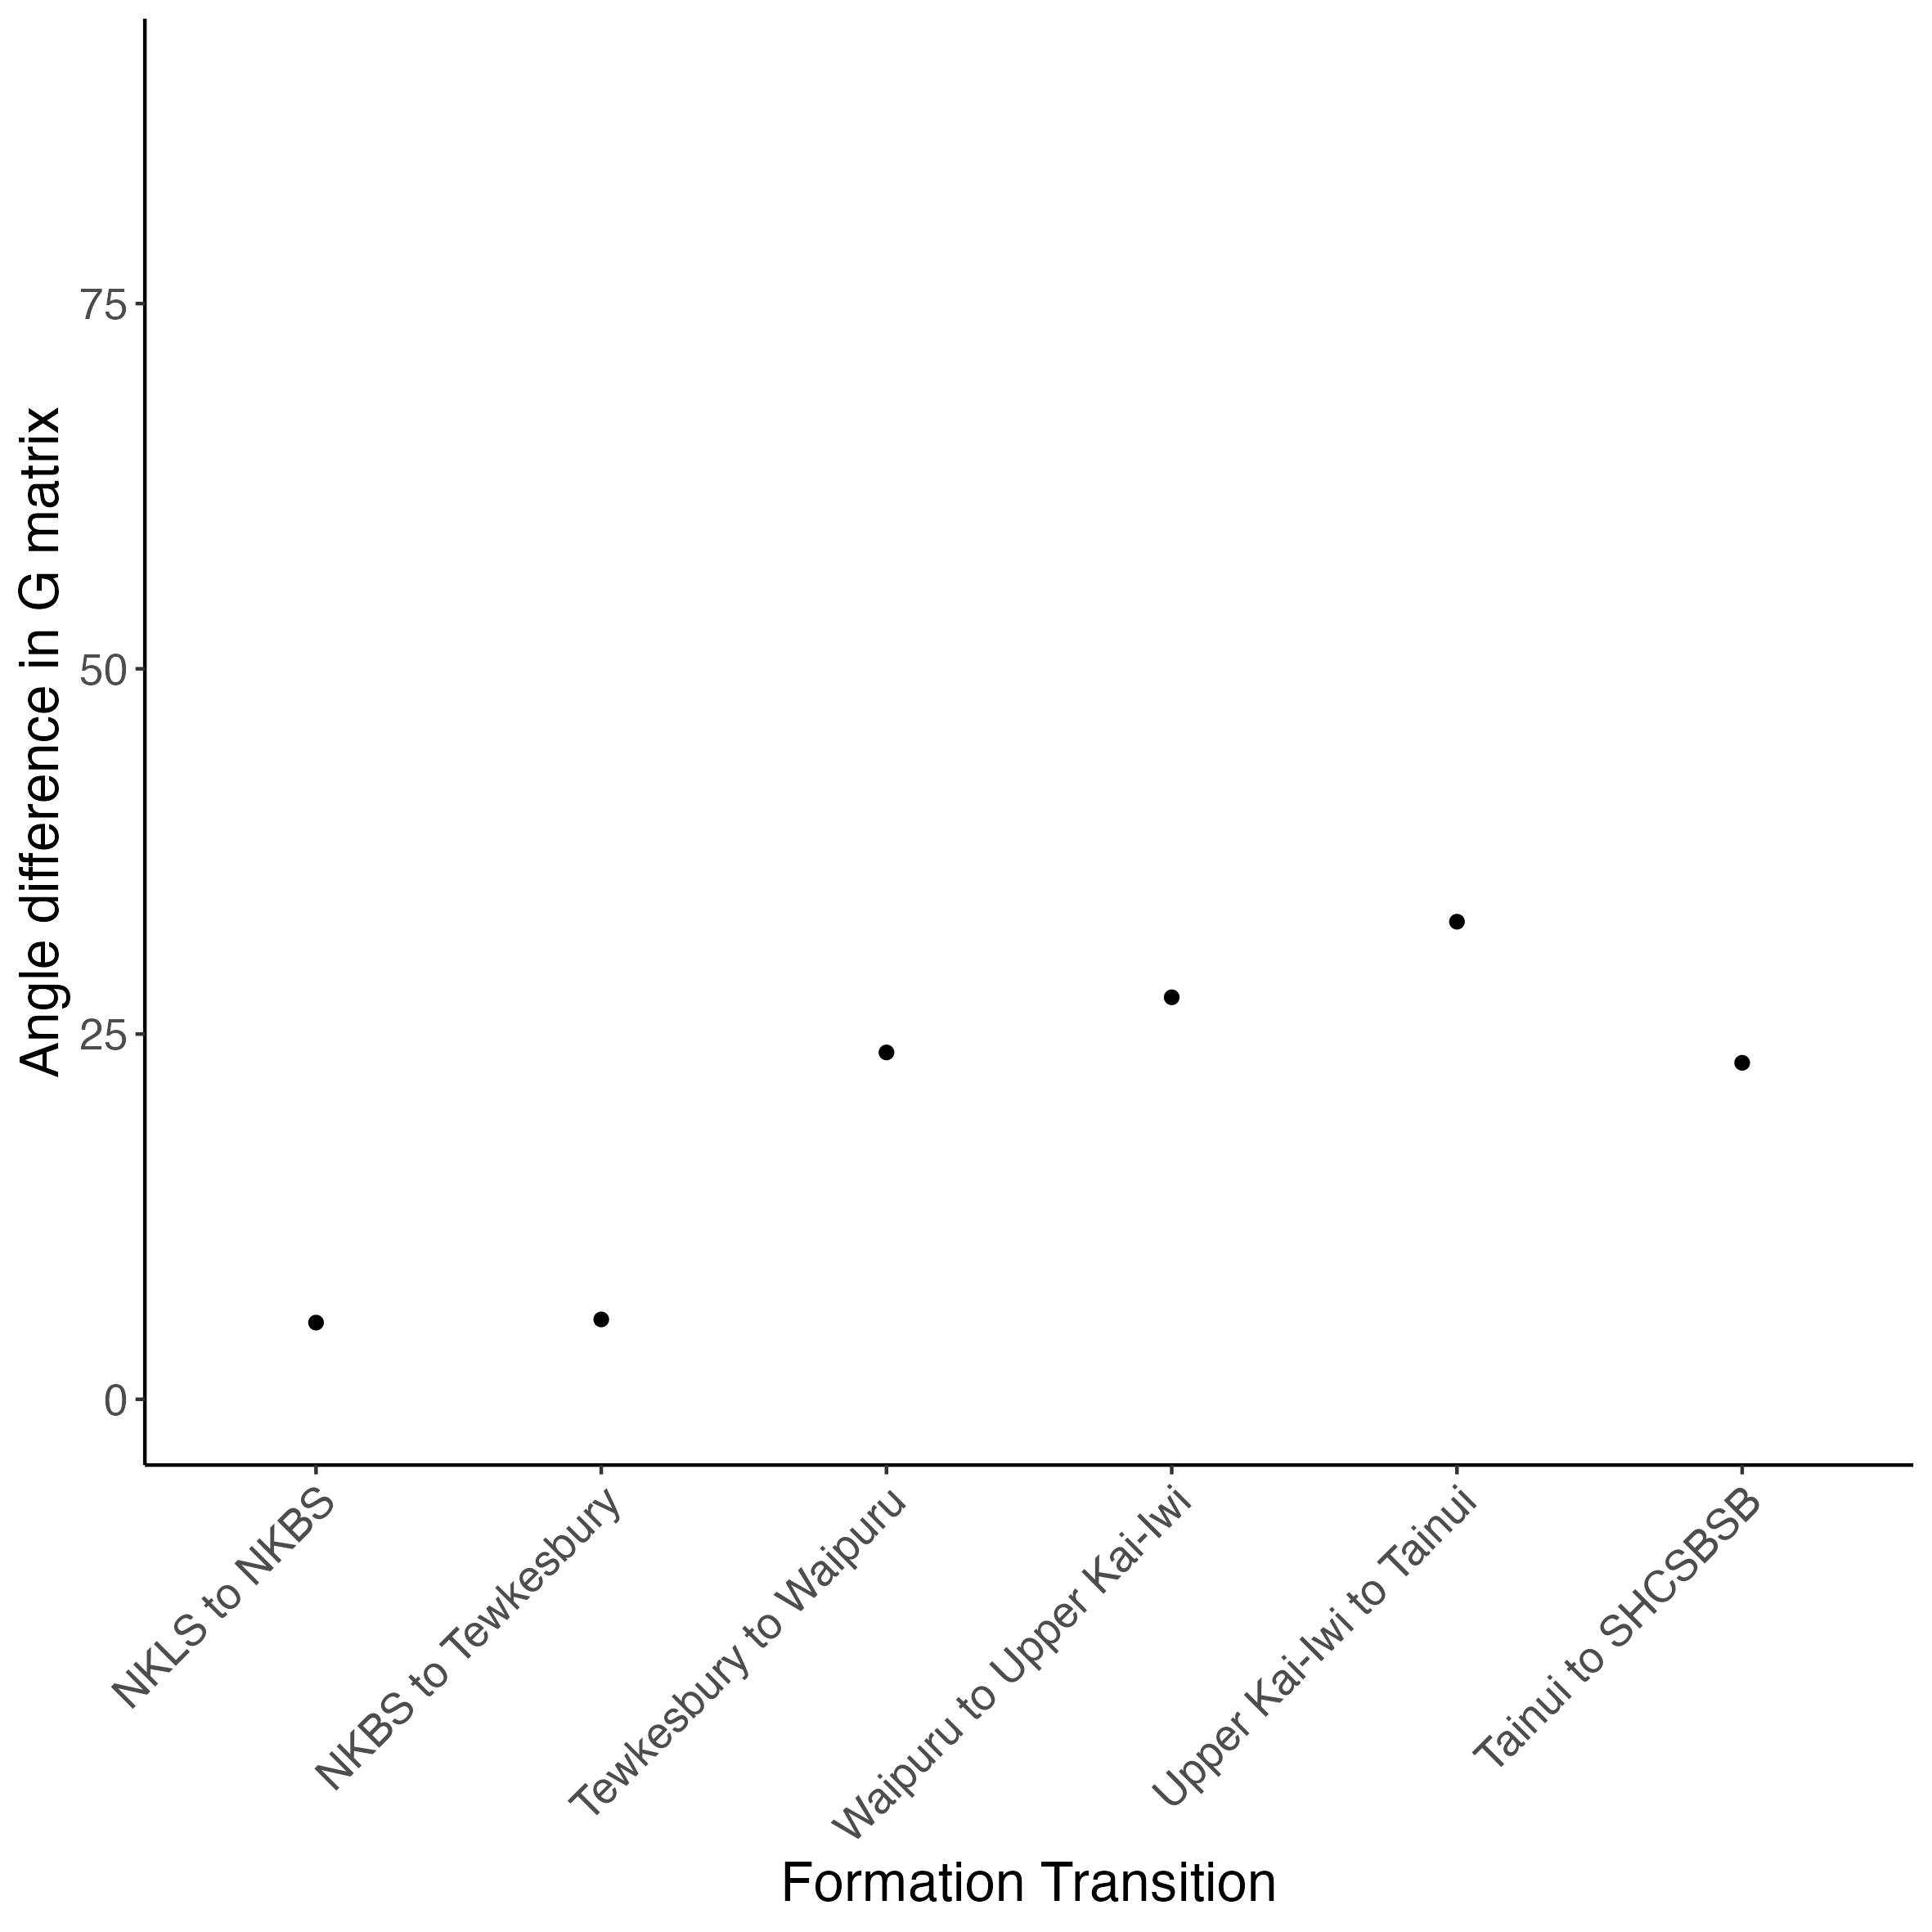 Angle difference in G matrix
75
50
25
0
NKLS to NKBS
NKBS to Tewkesbury
Tewkesbury to Waipuru
Waipuru to Upper Kai-Iwi
Upper Kai-Iwi to Tainui
Tainui to SHCSBSB
Formation Transition